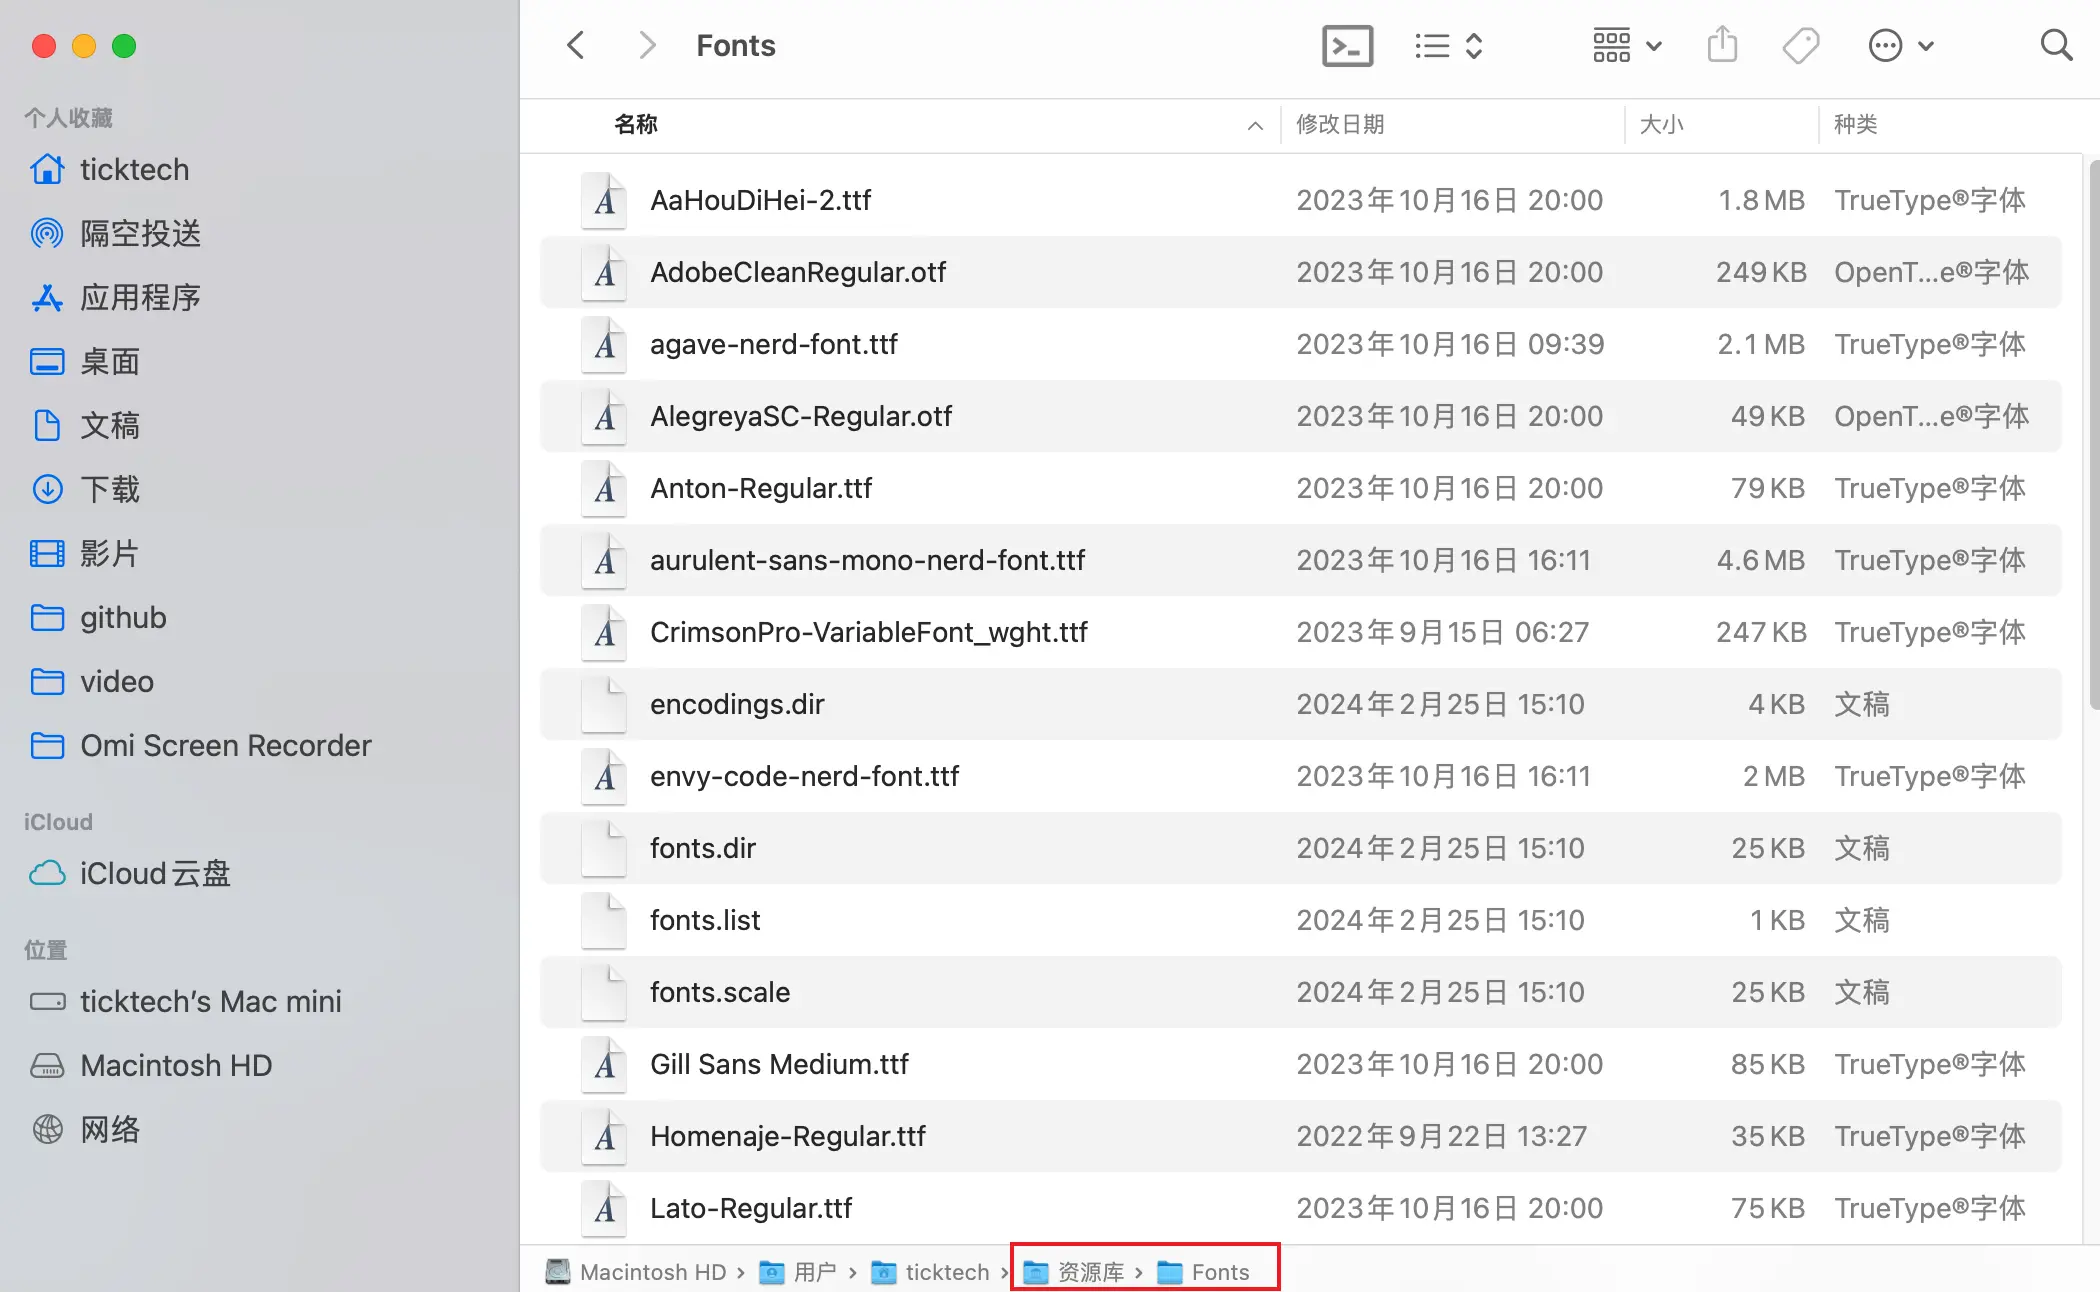 Fonts
个人收藏
ticktech
隔空投送
应用程序
桌面
文稿
下载
影片
github
video
Omi Screen Recorder
iCloud
iCloud云盘
位置
ticktech’s Mac mini
Macintosh HD
网络
名称 修改日期 大小 种类
AaHouDiHei-2.ttf 2023年10月16日 20:00 1.8 MB TrueType®字体
AdobeCleanRegular.otf 2023年10月16日 20:00 249 KB OpenT...e®字体
agave-nerd-font.ttf 2023年10月16日 09:39 2.1 MB TrueType®字体
AlegreyaSC-Regular.otf 2023年10月16日 20:00 49 KB OpenT...e®字体
Anton-Regular.ttf 2023年10月16日 20:00 79 KB TrueType®字体
aurulent-sans-mono-nerd-font.ttf 2023年10月16日 16:11 4.6 MB TrueType®字体
CrimsonPro-VariableFont_wght.ttf 2023年9月15日 06:27 247 KB TrueType®字体
encodings.dir 2024年2月25日 15:10 4 KB 文稿
envy-code-nerd-font.ttf 2023年10月16日 16:11 2 MB TrueType®字体
fonts.dir 2024年2月25日 15:10 25 KB 文稿
fonts.list 2024年2月25日 15:10 1 KB 文稿
fonts.scale 2024年2月25日 15:10 25 KB 文稿
Gill Sans Medium.ttf 2023年10月16日 20:00 85 KB TrueType®字体
Homenaje-Regular.ttf 2022年9月22日 13:27 35 KB TrueType®字体
Lato-Regular.ttf 2023年10月16日 20:00 75 KB TrueType®字体
Macintosh HD › 用户 › ticktech › 资源库 › Fonts